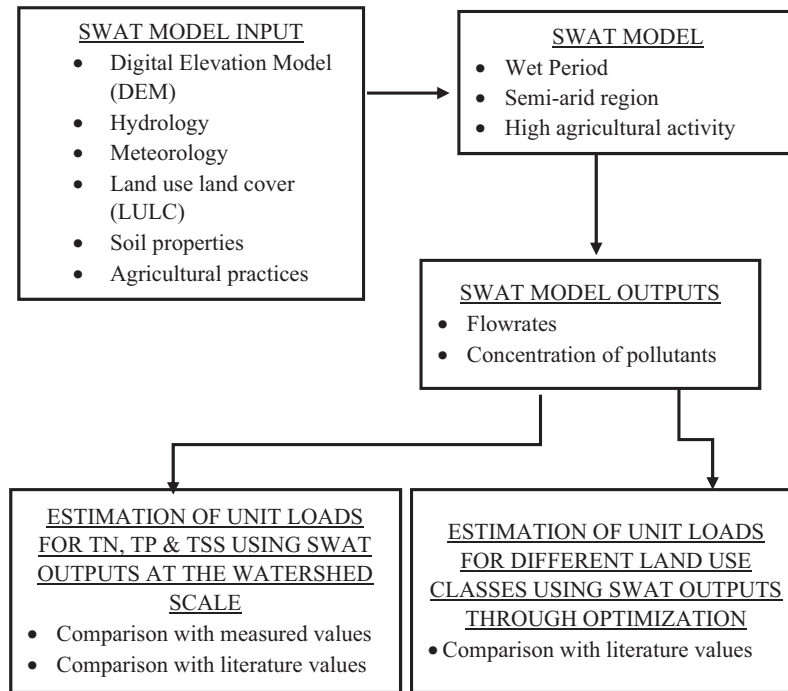 SWAT MODEL INPUT
• Digital Elevation Model
(DEM)
• Hydrology
• Meteorology
• Land use land cover
(LULC)
• Soil properties
• Agricultural practices
SWAT MODEL
• Wet Period
• Semi-arid region
• High agricultural activity
SWAT MODEL OUTPUTS
• Flowrates
• Concentration of pollutants
ESTIMATION OF UNIT LOADS
FOR TN, TP & TSS USING SWAT
OUTPUTS AT THE WATERSHED
SCALE
• Comparison with measured values
• Comparison with literature values
ESTIMATION OF UNIT LOADS
FOR DIFFERENT LAND USE
CLASSES USING SWAT OUTPUTS
THROUGH OPTIMIZATION
• Comparison with literature values